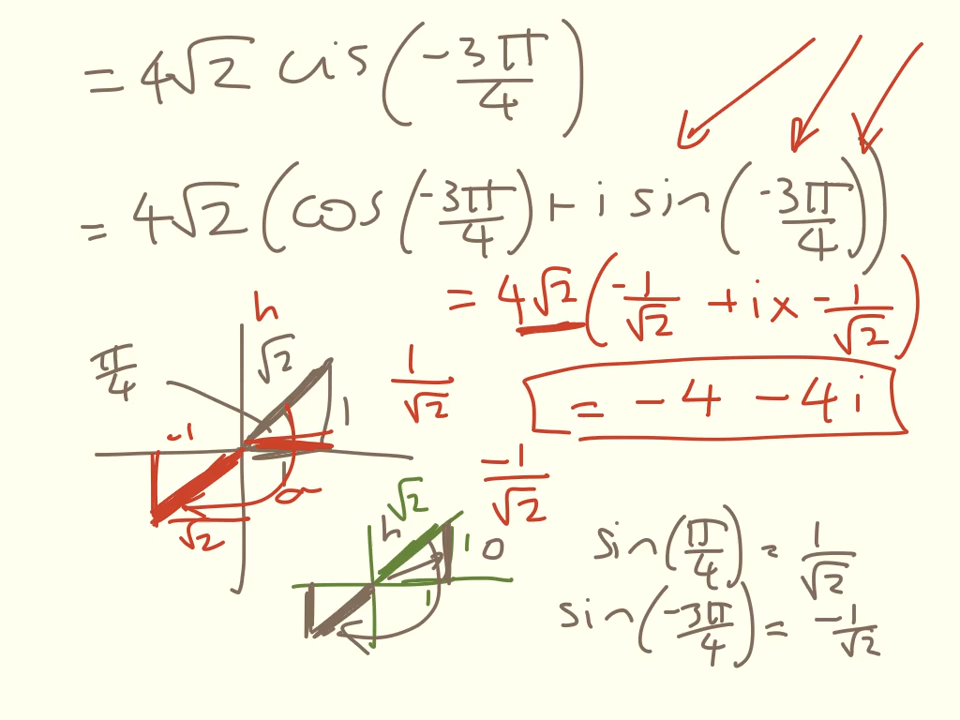 = 4√2 cis(-3π/4)
= 4√2 (cos(-3π/4) + i sin(-3π/4))
= 4√2 (-1/√2 + i x -1/√2)
= -4 - 4i
h
π/4
√2
1/√2
1
-1
1
a
√2
-1/√2
√2
h
1
o
1
sin(π/4) = 1/√2
sin(-3π/4) = -1/√2